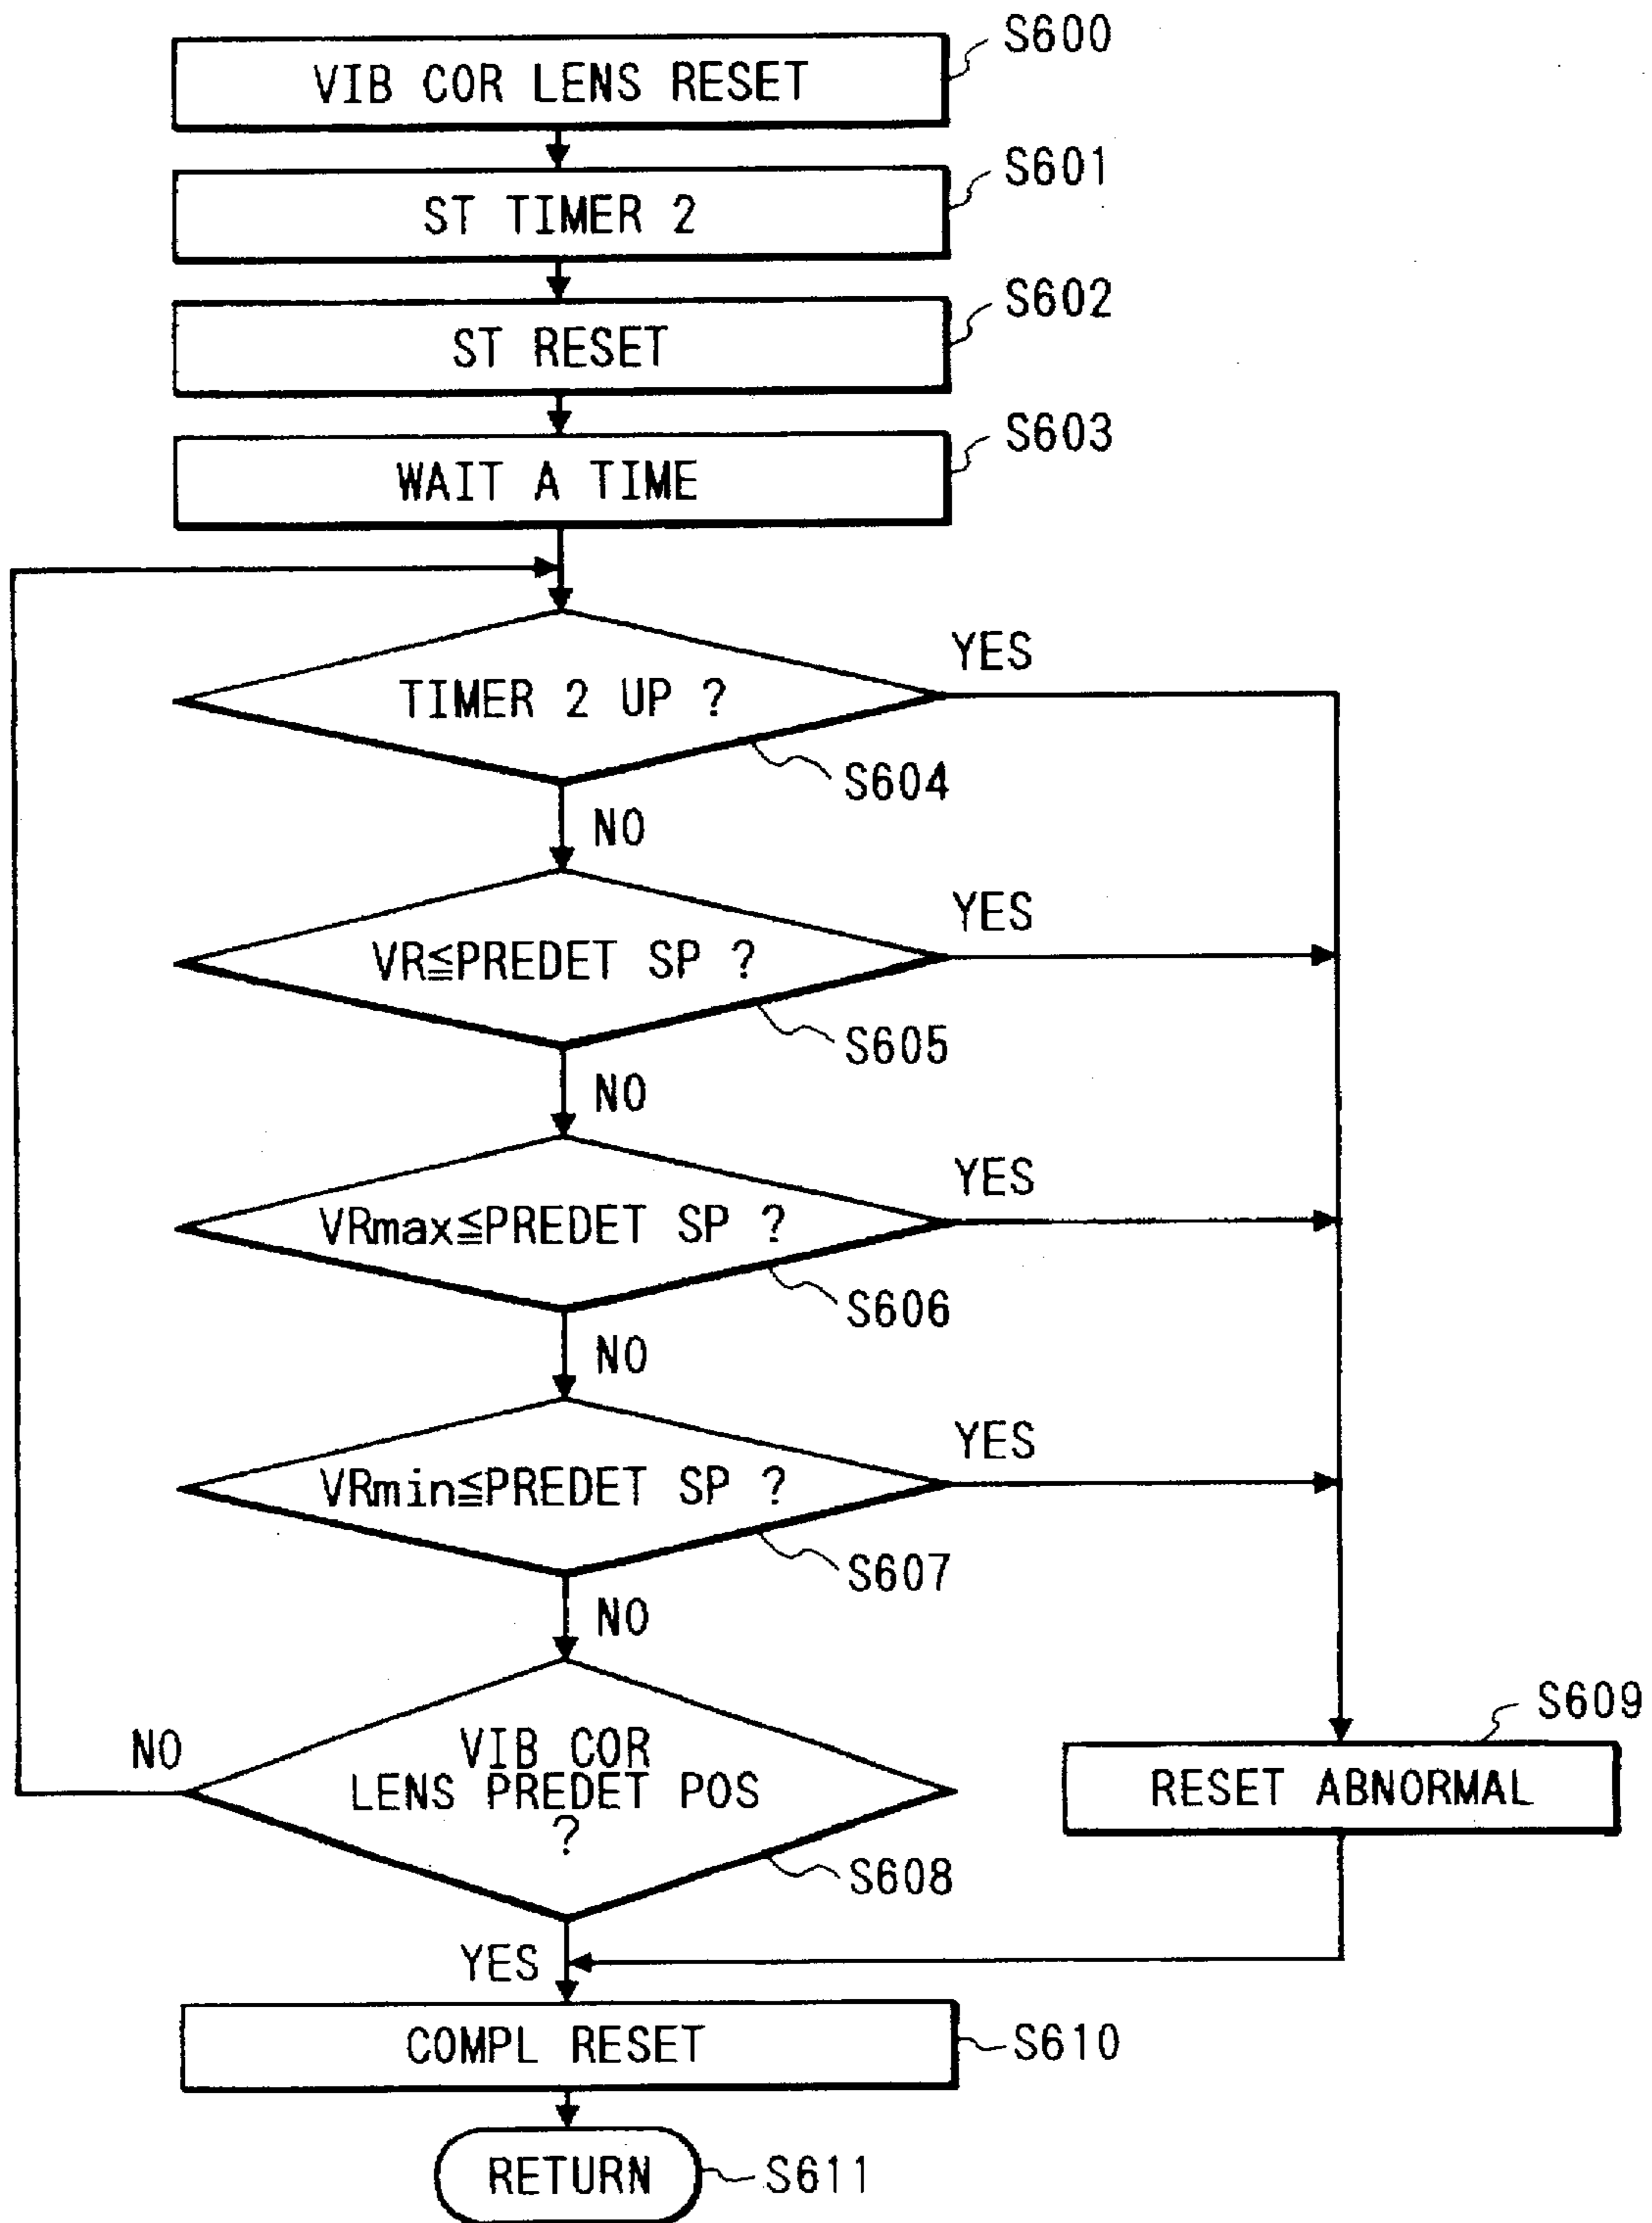 S600
VIB COR LENS RESET
S601
ST TIMER 2
S602
ST RESET
S603
WAIT A TIME
YES
TIMER 2 UP ?
S604
NO
YES
VR≦PREDET SP ?
S605
NO
YES
VRmax≦PREDET SP ?
S606
NO
YES
VRmin≦PREDET SP ?
S607
NO
S609
NO
VIB COR
LENS PREDET POS
?
RESET ABNORMAL
S608
YES
COMPL RESET
S610
RETURN
S611